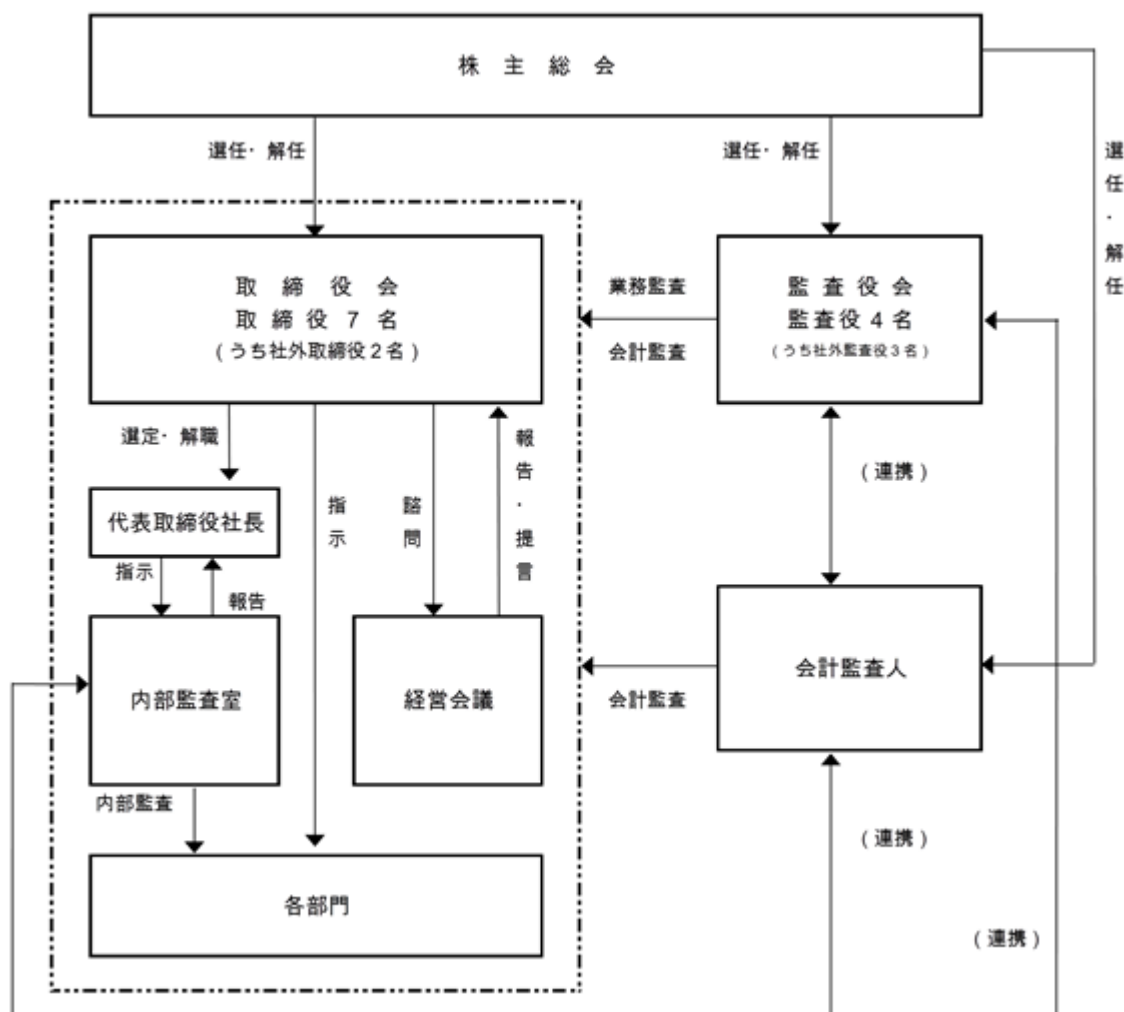 株主総会
選任・解任
選任・解任
選任・解任
取締役会
取締役7名
(うち社外取締役2名)
業務監査
会計監査
監査役会
監査役4名
(うち社外監査役3名)
選定・解職
指示
諮問
報告・提言
(連携)
代表取締役社長
指示
報告
内部監査室
経営会議
会計監査
会計監査人
内部監査
(連携)
各部門
(連携)